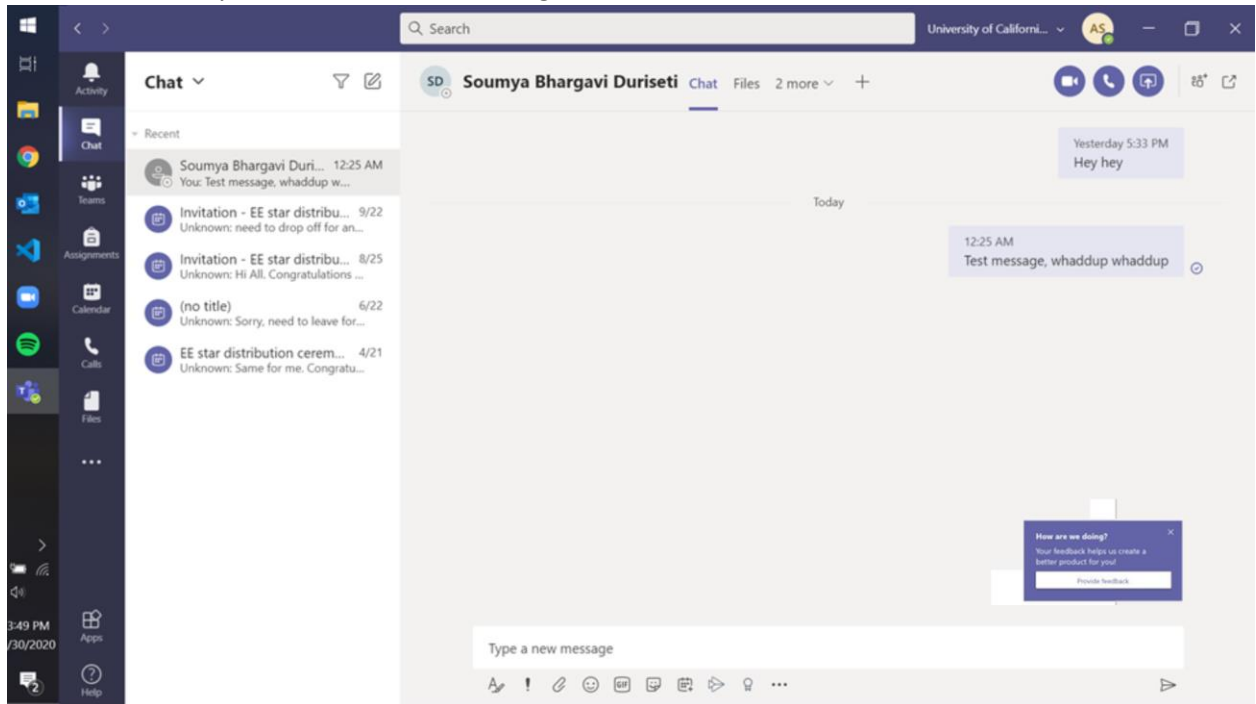 Search
University of Californi...
AS
Activity
Chat
Teams
Assignments
Calendar
Calls
Files
Apps
Help
3:49 PM
/30/2020
2
Chat
Recent
Soumya Bhargavi Duri... 12:25 AM
You: Test message, whaddup w...
Invitation - EE star distribu... 9/22
Unknown: need to drop off for an...
Invitation - EE star distribu... 8/25
Unknown: Hi All. Congratulations ...
(no title) 6/22
Unknown: Sorry, need to leave for...
EE star distribution cerem... 4/21
Unknown: Same for me. Congratu...
SD Soumya Bhargavi Duriseti Chat Files 2 more
Yesterday 5:33 PM
Hey hey
Today
12:25 AM
Test message, whaddup whaddup
How are we doing?
Your feedback helps us create a
better product for you!
Provide feedback
Type a new message
GIF